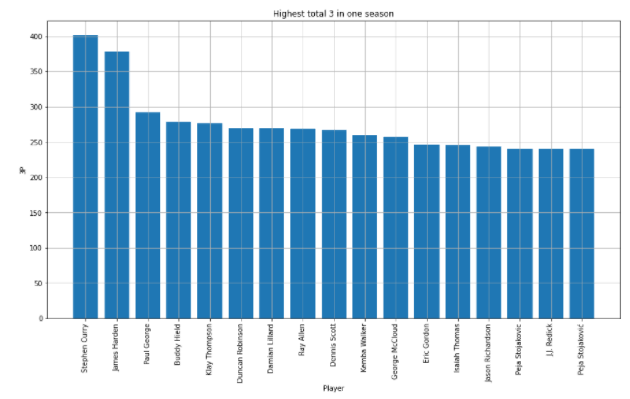 Highest total 3 in one season
400
350
300
250
200
150
100
50
0
3P
Stephen Curry
James Harden
Paul George
Buddy Hield
Klay Thompson
Duncan Robinson
Damian Lillard
Ray Allen
Dennis Scott
Kemba Walker
George McCloud
Eric Gordon
Isaiah Thomas
Jason Richardson
Peja Stojakovic
J.J. Redick
Peja Stojaković
Player